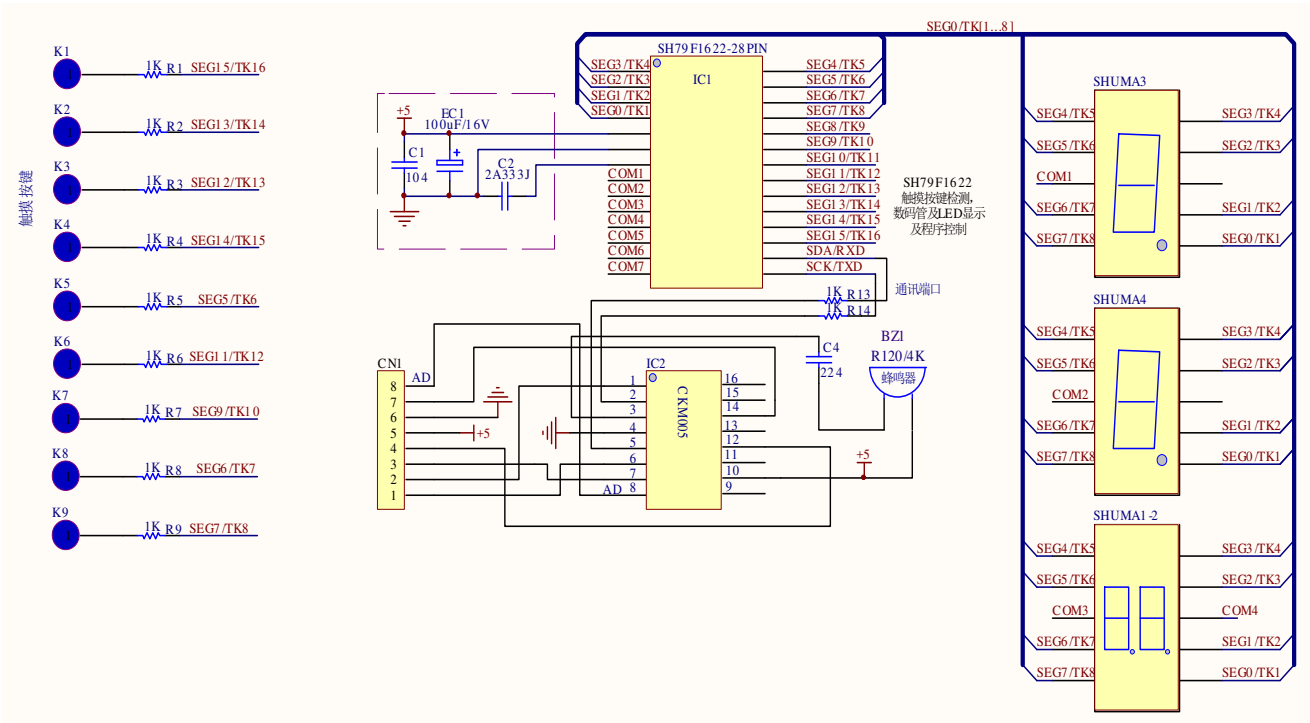 触摸按键
K1
1K R1 SEG15/TK16
K2
1K R2 SEG13/TK14
K3
1K R3 SEG12/TK13
K4
1K R4 SEG14/TK15
K5
1K R5 SEG5/TK6
K6
1K R6 SEG11/TK12
K7
1K R7 SEG9/TK10
K8
1K R8 SEG6/TK7
K9
1K R9 SEG7/TK8
+5
EC1
100uF/16V
C1
104
C2
2A333J
SH79F1622-28PIN
IC1
SEG3/TK4
SEG2/TK3
SEG1/TK2
SEG0/TK1
COM1
COM2
COM3
COM4
COM5
COM6
COM7
SEG4/TK5
SEG5/TK6
SEG6/TK7
SEG7/TK8
SEG8/TK9
SEG9/TK10
SEG10/TK11
SEG11/TK12
SEG12/TK13
SEG13/TK14
SEG14/TK15
SEG15/TK16
SDA/RXD
SCK/TXD
SH79F1622
触摸按键检测,
数码管及LED显示
及程序控制
1K R13
1K R14
通讯端口
CN1
8 AD
7
6
5 +5
4
3
2
1
IC2
CKM005
1
2
3
4
5
6
7
AD 8
16
15
14
13
12
11
10
9
C4
224
BZ1
R120/4K
蜂鸣器
+5
SEG0/TK[1...8]
SHUMA3
SEG4/TK5
SEG5/TK6
COM1
SEG6/TK7
SEG7/TK8
SEG3/TK4
SEG2/TK3
SEG1/TK2
SEG0/TK1
SHUMA4
SEG4/TK5
SEG5/TK6
COM2
SEG6/TK7
SEG7/TK8
SEG3/TK4
SEG2/TK3
SEG1/TK2
SEG0/TK1
SHUMA1-2
SEG4/TK5
SEG5/TK6
COM3
SEG6/TK7
SEG7/TK8
SEG3/TK4
SEG2/TK3
COM4
SEG1/TK2
SEG0/TK1